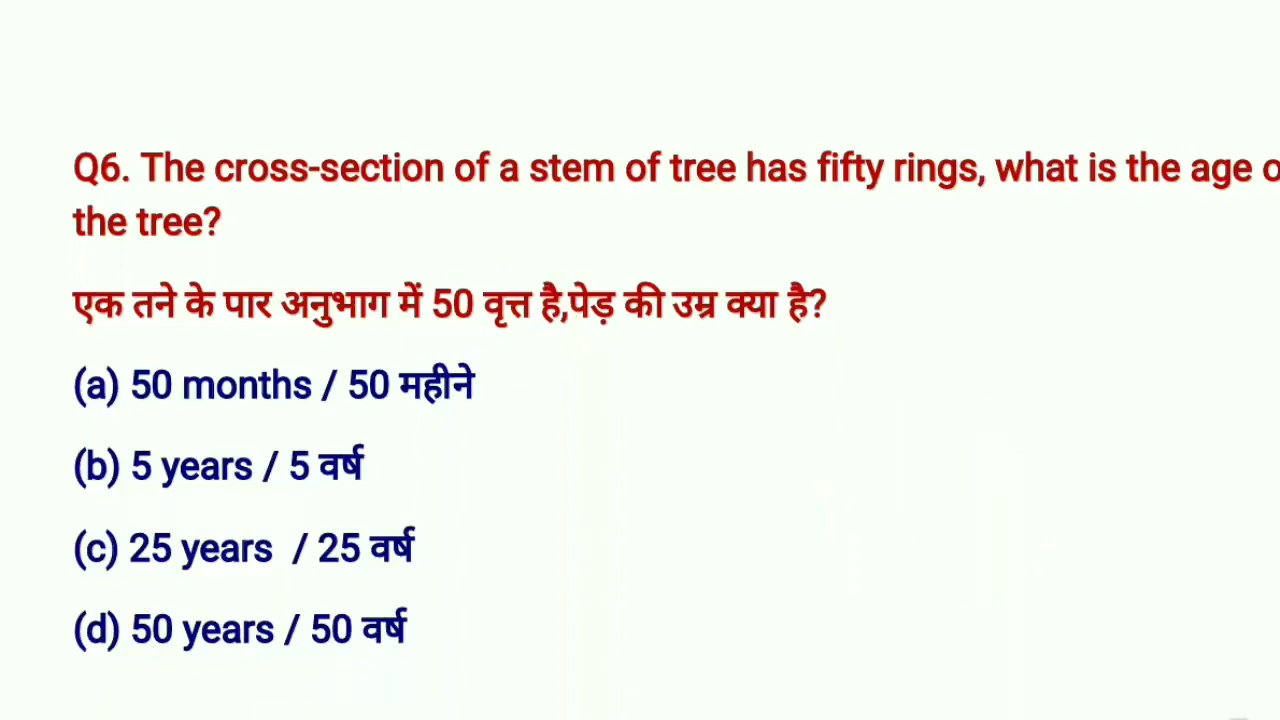 Q6. The cross-section of a stem of tree has fifty rings, what is the age
the tree?
एक तने के पार अनुभाग में 50 वृत्त है,पेड़ की उम्र क्या है?
(a) 50 months / 50 महीने
(b) 5 years / 5 वर्ष
(c) 25 years / 25 वर्ष
(d) 50 years / 50 वर्ष